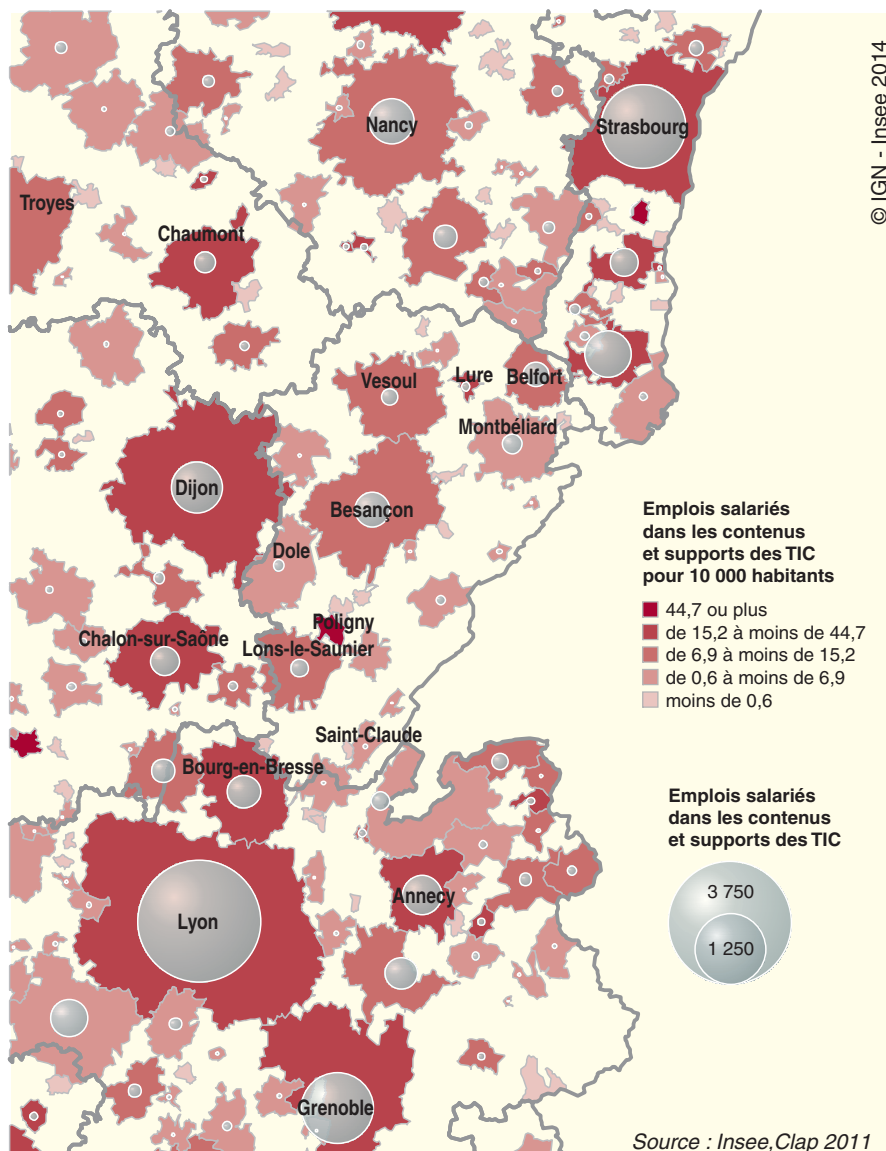 © IGN - Insee 2014
Nancy
Strasbourg
Troyes
Chaumont
Vesoul
Lure
Belfort
Montbéliard
Dijon
Besançon
Dole
Poligny
Chalon-sur-Saône
Lons-le-Saunier
Saint-Claude
Bourg-en-Bresse
Annecy
Lyon
Grenoble
Emplois salariés
dans les contenus
et supports des TIC
pour 10 000 habitants
44,7 ou plus
de 15,2 à moins de 44,7
de 6,9 à moins de 15,2
de 0,6 à moins de 6,9
moins de 0,6
Emplois salariés
dans les contenus
et supports des TIC
3 750
1 250
Source : Insee,Clap 2011